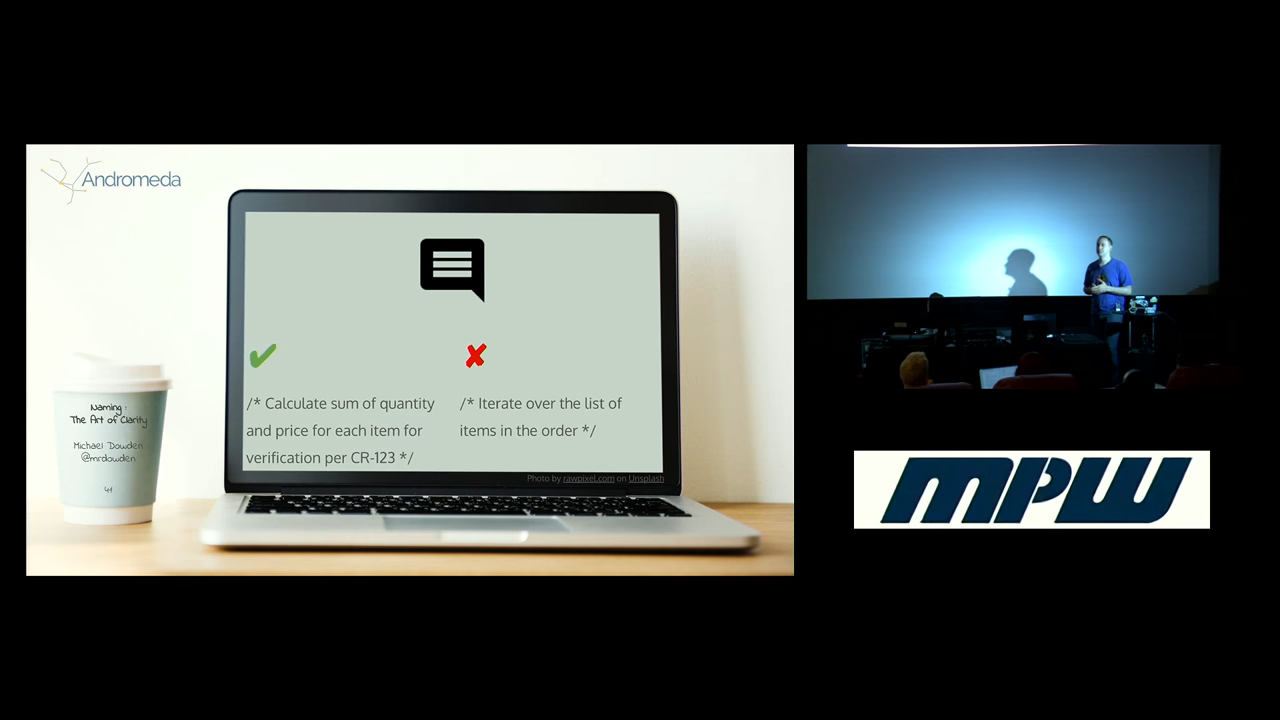 Andromeda
Naming:
The Art of Clarity
Michael Dowden
@mrdowden
41
/* Calculate sum of quantity
and price for each item for
verification per CR-123 */
/* Iterate over the list of
items in the order */
Photo by rawpixel.com on Unsplash
MPW